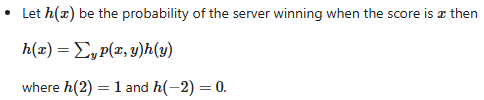 • Let h(x) be the probability of the server winning when the score is x then
h(x) = ∑_y p(x, y)h(y)
where h(2) = 1 and h(−2) = 0.